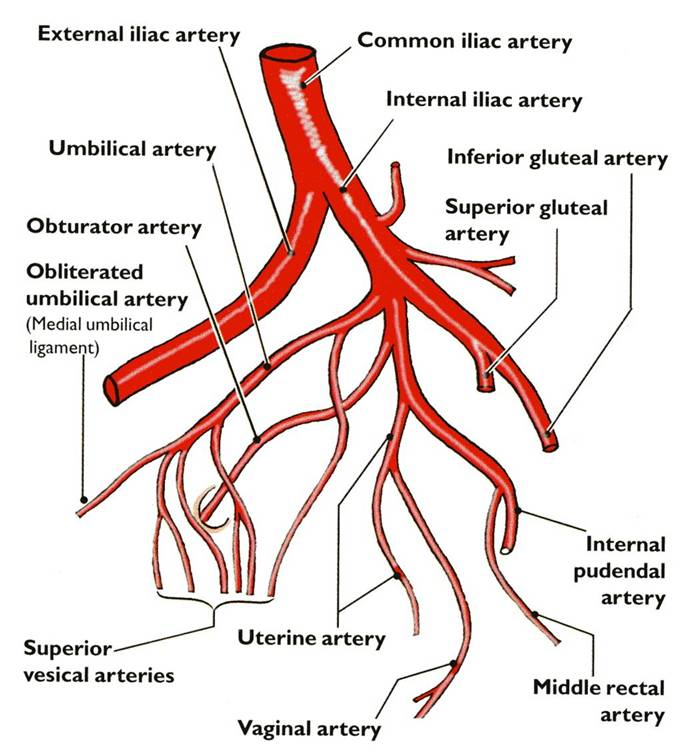 External iliac artery
Common iliac artery
Internal iliac artery
Umbilical artery
Inferior gluteal artery
Superior gluteal
artery
Obturator artery
Obliterated
umbilical artery
(Medial umbilical
ligament)
Internal
pudendal
artery
Superior
vesical arteries
Uterine artery
Middle rectal
artery
Vaginal artery